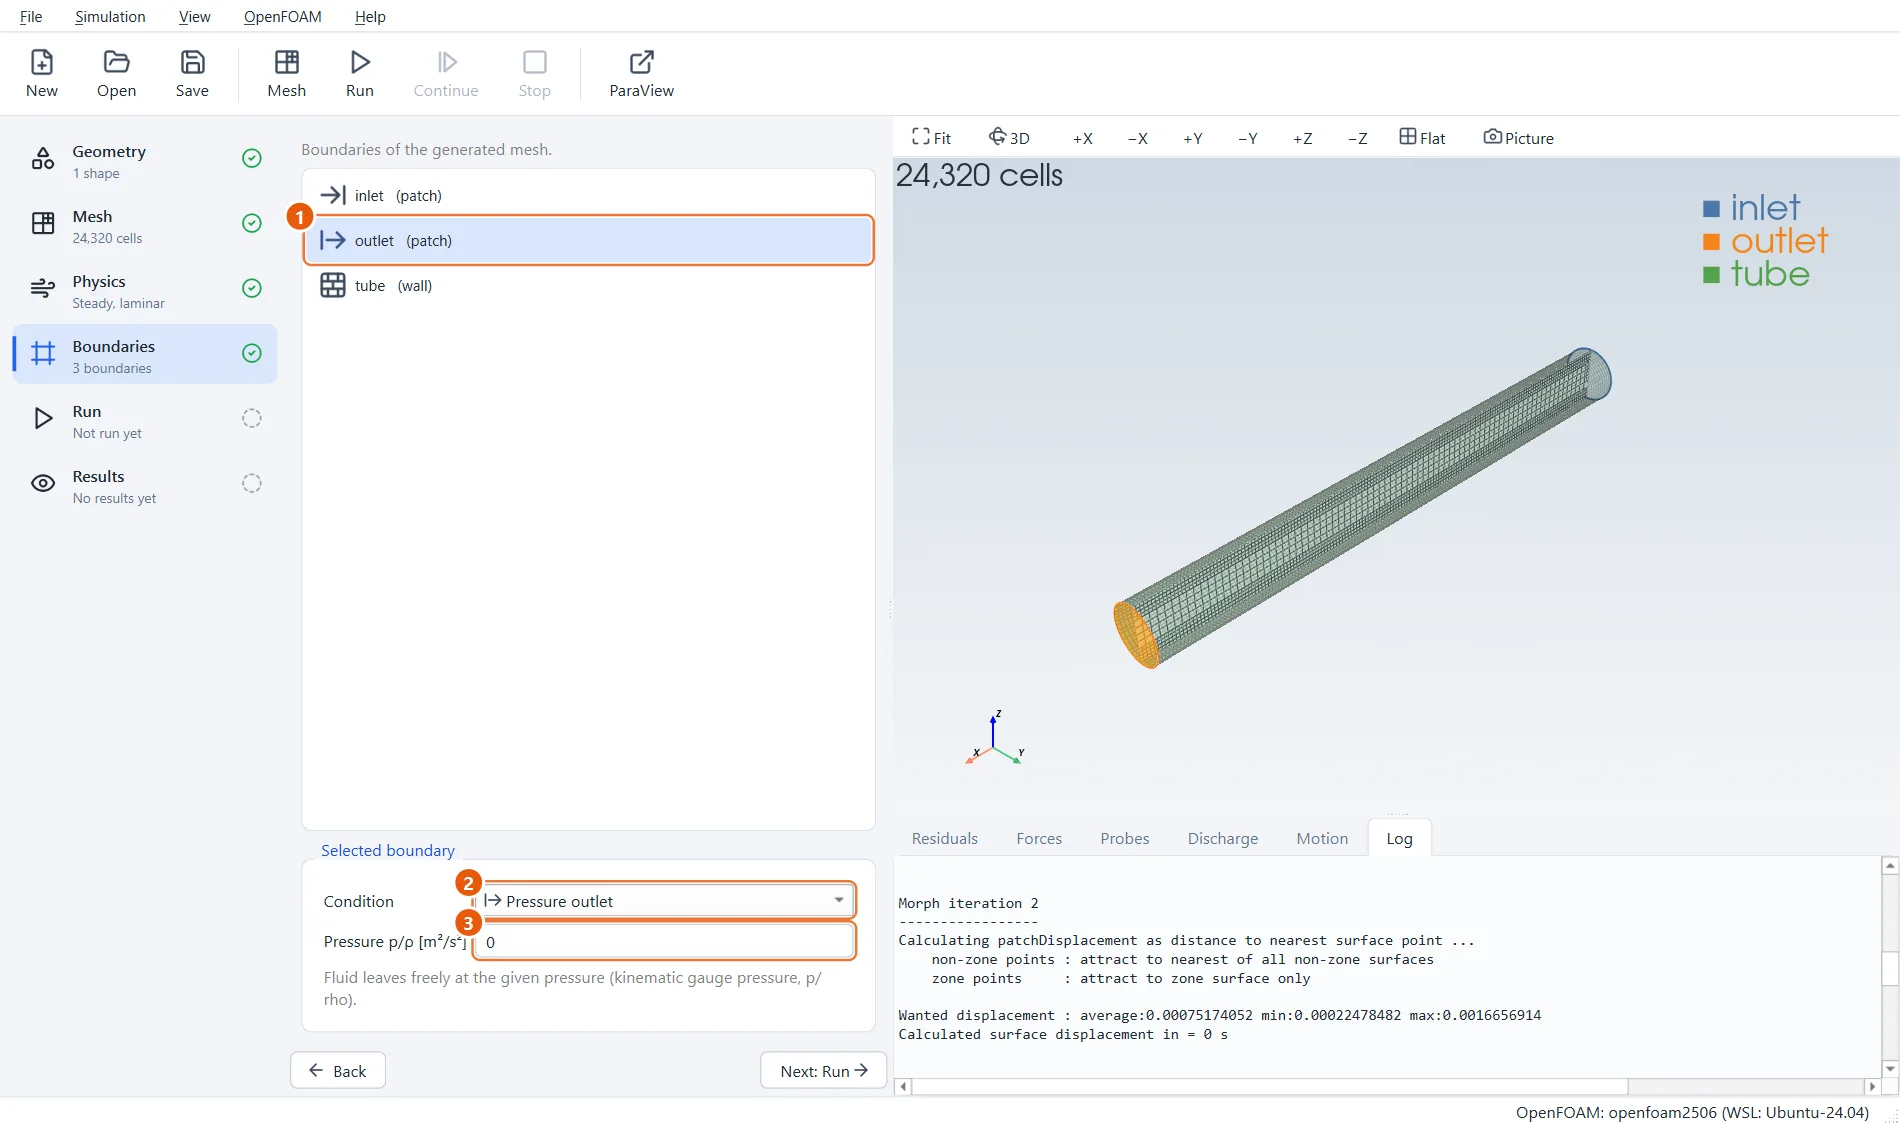 File Simulation View OpenFOAM Help
New Open Save Mesh Run Continue Stop ParaView
Geometry
1 shape
Mesh
24,320 cells
Physics
Steady, laminar
Boundaries
3 boundaries
Run
Not run yet
Results
No results yet
Boundaries of the generated mesh.
inlet (patch)
1
outlet (patch)
tube (wall)
Selected boundary
2
Condition Pressure outlet
3
Pressure p/ρ [m²/s²] 0
Fluid leaves freely at the given pressure (kinematic gauge pressure, p/
rho).
Back Next: Run
Fit 3D +X −X +Y −Y +Z −Z Flat Picture
24,320 cells
inlet
outlet
tube
Z
X Y
Residuals Forces Probes Discharge Motion Log
Morph iteration 2
-----------------
Calculating patchDisplacement as distance to nearest surface point ...
non-zone points : attract to nearest of all non-zone surfaces
zone points : attract to zone surface only
Wanted displacement : average:0.00075174052 min:0.00022478482 max:0.0016656914
Calculated surface displacement in = 0 s
OpenFOAM: openfoam2506 (WSL: Ubuntu-24.04)